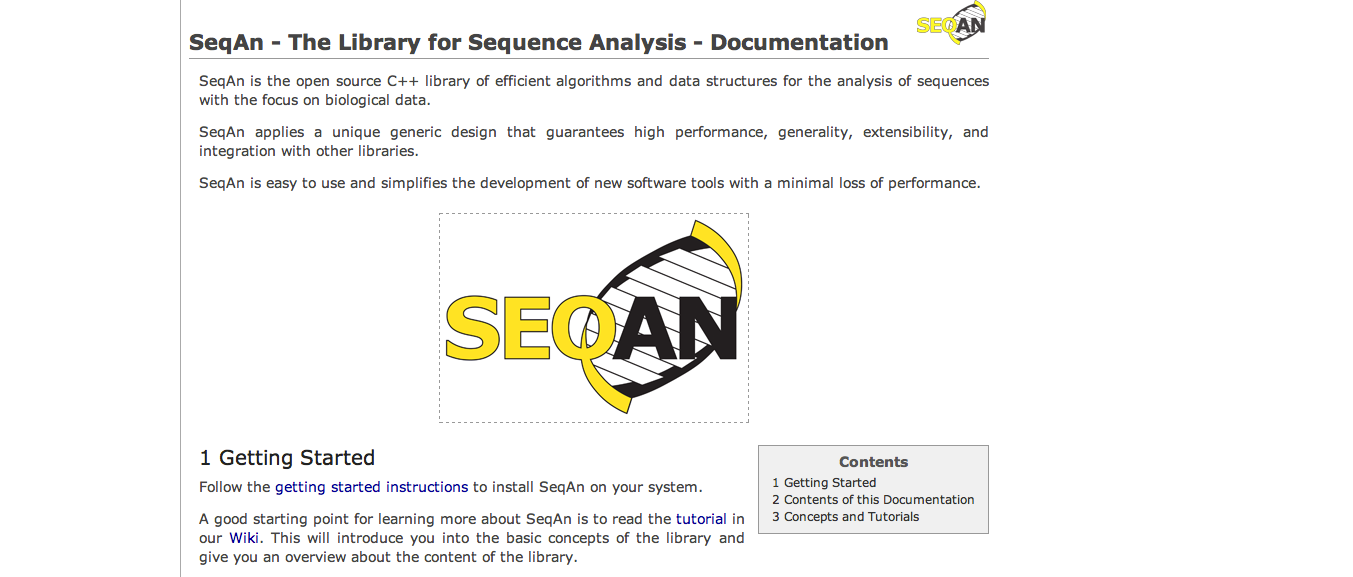 SEQAN
SeqAn - The Library for Sequence Analysis - Documentation
SeqAn is the open source C++ library of efficient algorithms and data structures for the analysis of sequences
with the focus on biological data.
SeqAn applies a unique generic design that guarantees high performance, generality, extensibility, and
integration with other libraries.
SeqAn is easy to use and simplifies the development of new software tools with a minimal loss of performance.
SEQAN
1 Getting Started
Follow the getting started instructions to install SeqAn on your system.
A good starting point for learning more about SeqAn is to read the tutorial in
our Wiki. This will introduce you into the basic concepts of the library and
give you an overview about the content of the library.
Contents
1 Getting Started
2 Contents of this Documentation
3 Concepts and Tutorials